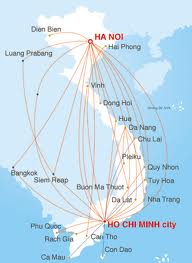 Dien Bien
HA NOI
Hai Phong
Luang Prabang
Vinh
Dong Hoi
Hue
Da Nang
Chu Lai
Pleiku
Bangkok
Siem Reap
Quy Nhon
Buon Ma Thuot
Tuy Hoa
Da Lat
Nha Trang
HO CHI MINH city
Phu Quoc
Rach Gia
Can Tho
Con Dao
Ca Mau